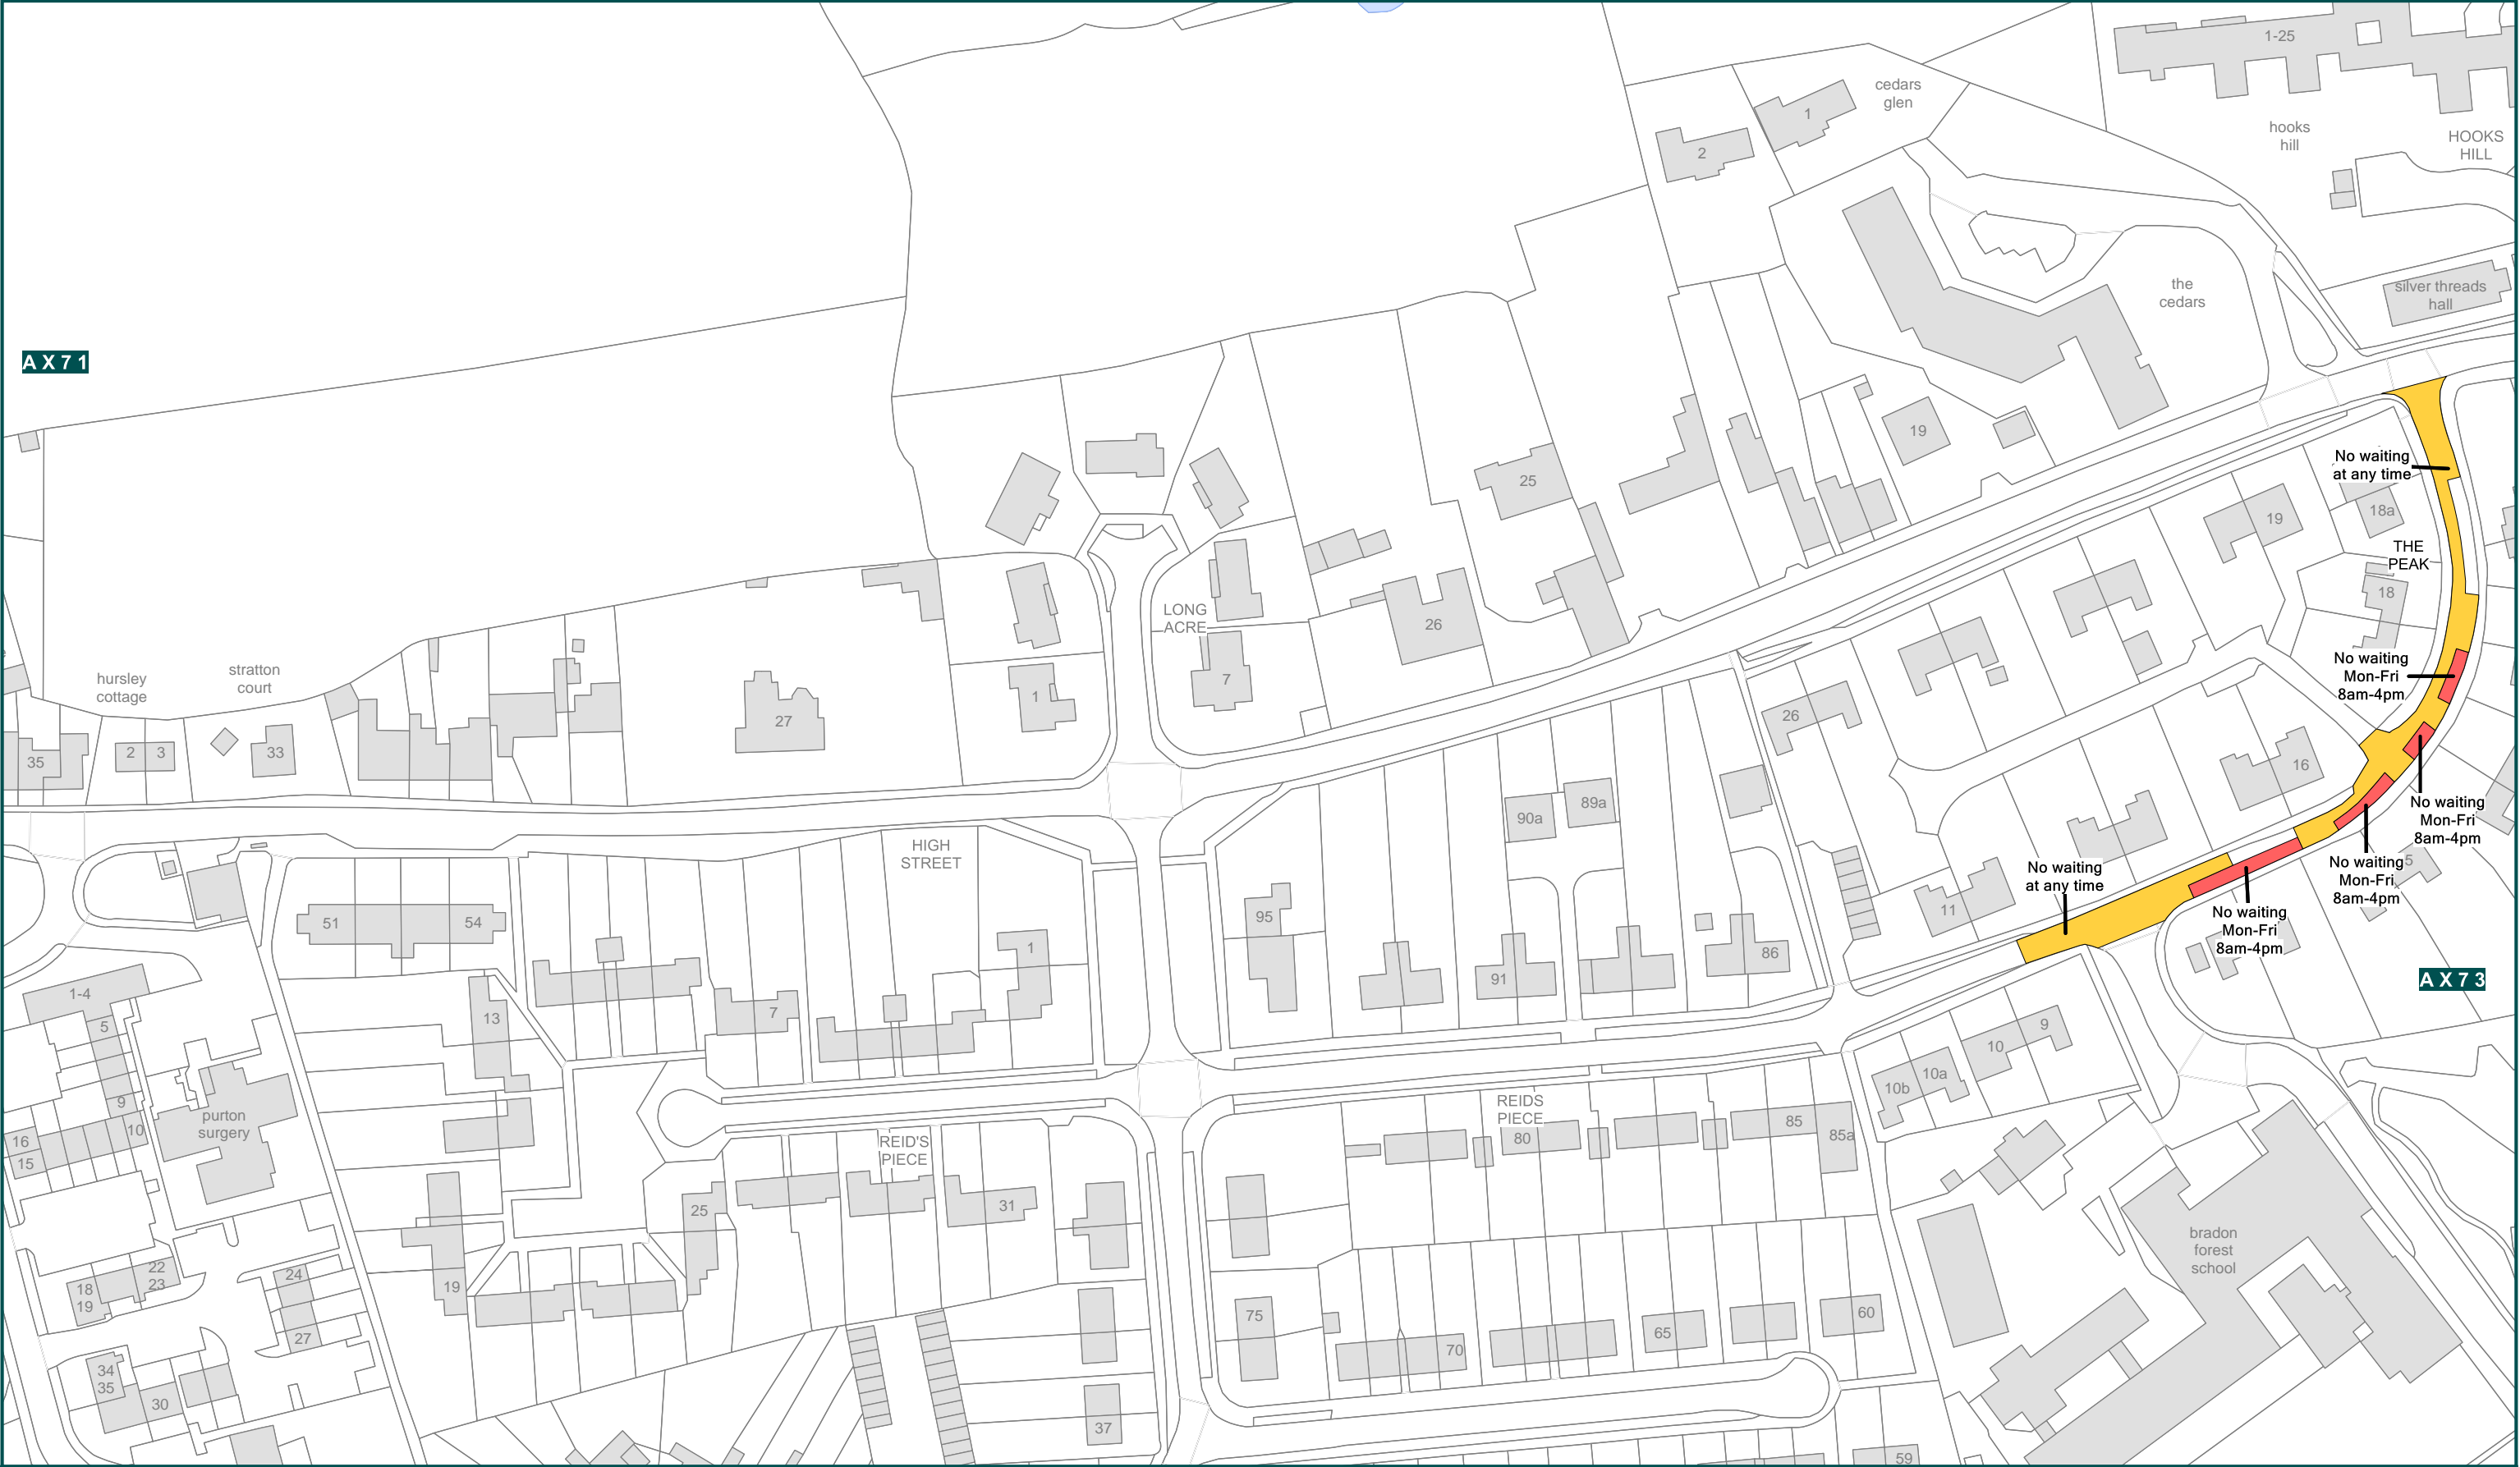 1-25
cedars
glen
1
2
hooks
hill
HOOKS
HILL
the
cedars
silver threads
hall
AX71
19
25
No waiting
at any time
18a
19
THE
PEAK
18
LONG
ACRE
26
7
1
No waiting
Mon-Fri
8am-4pm
hursley
cottage
stratton
court
27
26
35
2
3
33
16
90a
89a
No waiting
Mon-Fri
8am-4pm
HIGH
STREET
5
No waiting
Mon-Fri
8am-4pm
No waiting
at any time
11
51
54
95
1
86
91
No waiting
Mon-Fri
8am-4pm
AX73
1-4
5
13
7
9
10
10a
10b
9
10
purton
surgery
16
15
REIDS
PIECE
80
85
85a
REID'S
PIECE
25
31
bradon
forest
school
22
23
18
19
24
27
19
75
70
65
60
34
35
30
37
59